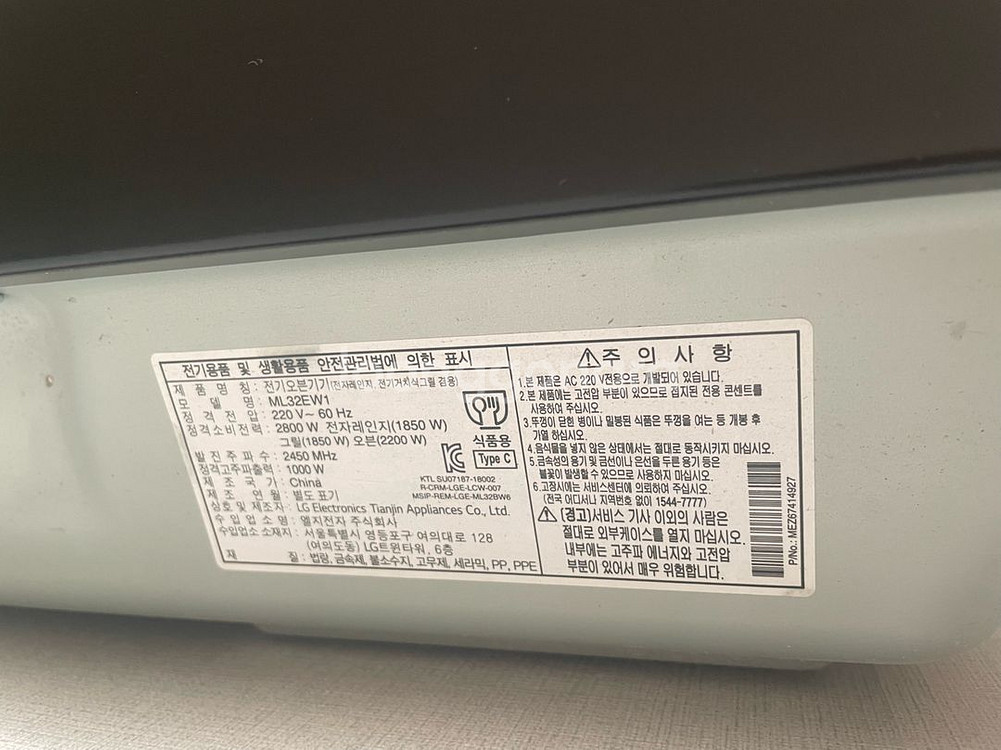 전기용품 및 생활용품 안전관리법에 의한 표시
제 품 명 칭 : 전기오븐기기(전자레인지, 전기거치식그릴 겸용)
모 델 명 : ML32EW1
정 격 전 압 : 220 V~ 60 Hz
정격소비전력 : 2800 W 전자레인지(1850 W)
그릴(1850 W) 오븐(2200 W)
발 진 주 파 수 : 2450 MHz
정격고주파출력 : 1000 W
제 조 국 가 : China
제 조 연 월 : 별도 표기
상호 및 제조자 : LG Electronics Tianjin Appliances Co., Ltd.
수 입 업 소 명 : 엘지전자 주식회사
수입업소 소재지 : 서울특별시 영등포구 여의대로 128
(여의도동) LG트윈타워, 6층
재 질 : 법랑, 금속제, 불소수지, 고무제, 세라믹, PP, PPE
식품용
Type C
KTL SU07187-18002
R-CRM-LGE-LCW-007
MSIP-REM-LGE-ML32BW6
주 의 사 항
1.본 제품은 AC 220 V전용으로 개발되어 있습니다.
2.본 제품에는 고전압 부분이 있으므로 접지된 전용 콘센트를
사용하여 주십시오.
3.뚜껑이 닫힌 병이나 밀봉된 식품은 뚜껑을 여는 등 개봉 후
가열 하십시오.
4.음식물을 넣지 않은 상태에서는 절대로 동작시키지 마십시오.
5.금속성의 용기 및 금선이나 은선을 두른 용기 등은
불꽃이 발생할 수 있으므로 사용하지 마십시오.
6.고장시에는 서비스센터에 의뢰하여 주십시오.
(전국 어디서나 지역번호 없이 1544-7777)
(경고)서비스 기사 이외의 사람은
절대로 외부케이스를 열지 마십시오.
내부에는 고주파 에너지와 고전압
부분이 있어서 매우 위험합니다.
P/No.: MEZ67414927